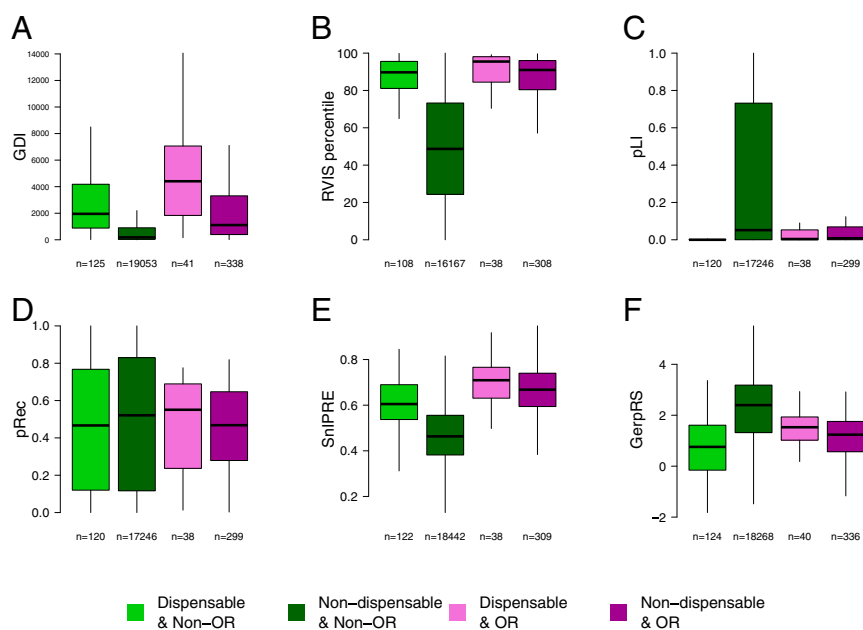 A
GDI
14000
12000
10000
8000
6000
4000
2000
0
n=125 n=19053 n=41 n=338
B
RVIS percentile
100
80
60
40
20
0
n=108 n=16167 n=38 n=308
C
pLI
1.0
0.8
0.6
0.4
0.2
0.0
n=120 n=17246 n=38 n=299
D
pRec
1.0
0.8
0.6
0.4
0.2
0.0
n=120 n=17246 n=38 n=299
E
SnIPRE
0.8
0.6
0.4
0.2
n=122 n=18442 n=38 n=309
F
GerpRS
4
2
0
−2
n=124 n=18268 n=40 n=336
Dispensable
& Non−OR
Non−dispensable
& Non−OR
Dispensable
& OR
Non−dispensable
& OR